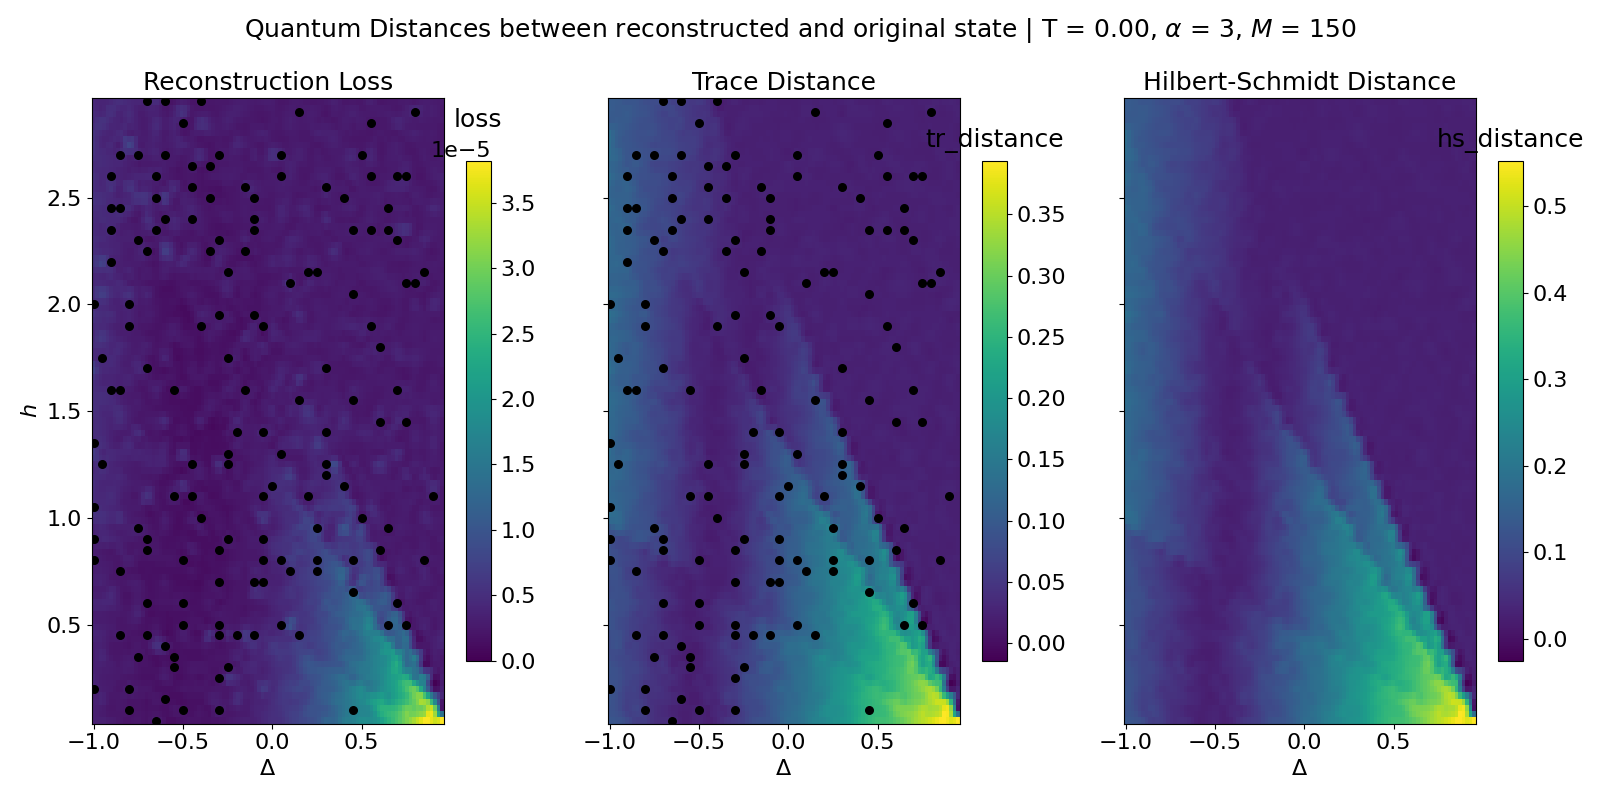 Quantum Distances between reconstructed and original state | T = 0.00, α = 3, M = 150
Reconstruction Loss
Trace Distance
Hilbert-Schmidt Distance
loss
1e−5
tr_distance
hs_distance
h
2.5
2.0
1.5
1.0
0.5
3.5
3.0
2.5
2.0
1.5
1.0
0.5
0.0
0.35
0.30
0.25
0.20
0.15
0.10
0.05
0.00
0.5
0.4
0.3
0.2
0.1
0.0
−1.0 −0.5 0.0 0.5
−1.0 −0.5 0.0 0.5
−1.0 −0.5 0.0 0.5
Δ
Δ
Δ